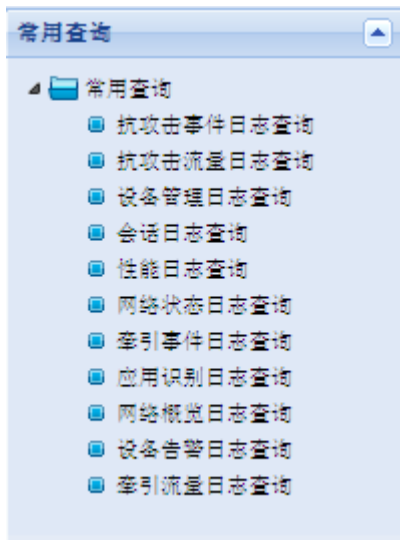 常用查询
常用查询
抗攻击事件日志查询
抗攻击流量日志查询
设备管理日志查询
会话日志查询
性能日志查询
网络状态日志查询
牵引事件日志查询
应用识别日志查询
网络概览日志查询
设备告警日志查询
牵引流量日志查询